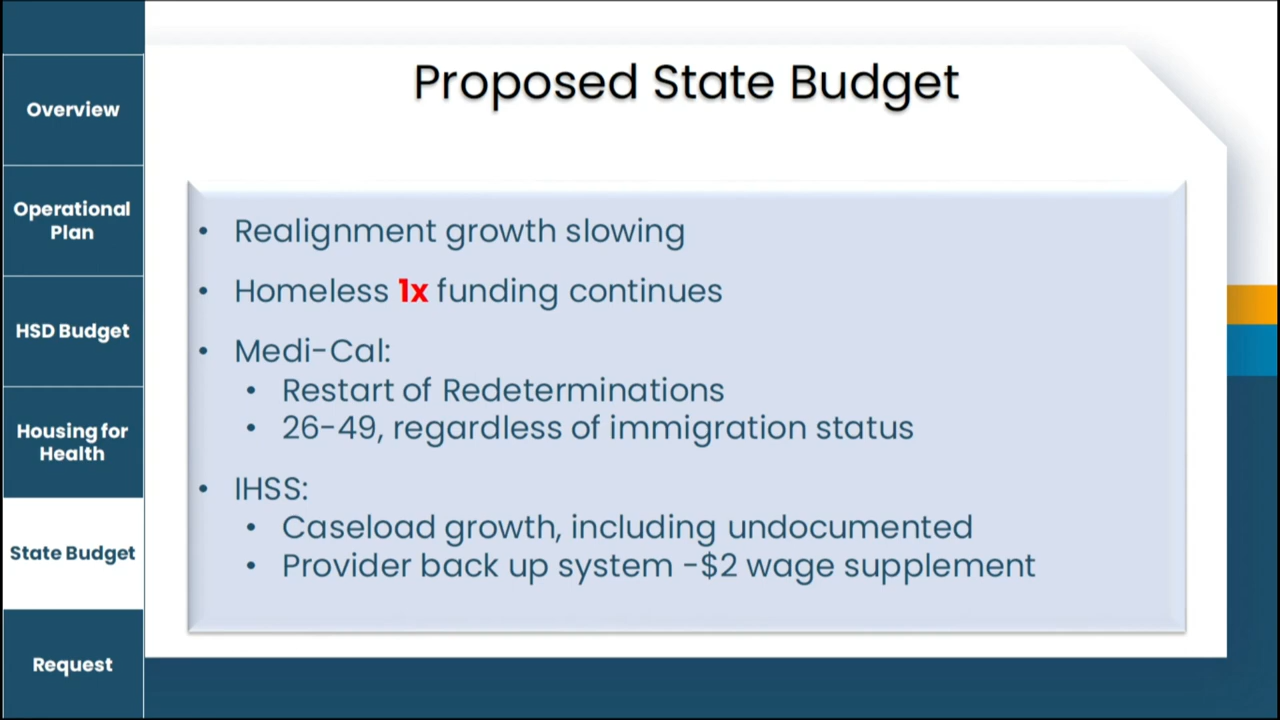 Proposed State Budget
Overview
Operational
Plan
HSD Budget
Housing for
Health
State Budget
Request
• Realignment growth slowing
• Homeless 1x funding continues
• Medi-Cal:
• Restart of Redeterminations
• 26-49, regardless of immigration status
• IHSS:
• Caseload growth, including undocumented
• Provider back up system -$2 wage supplement